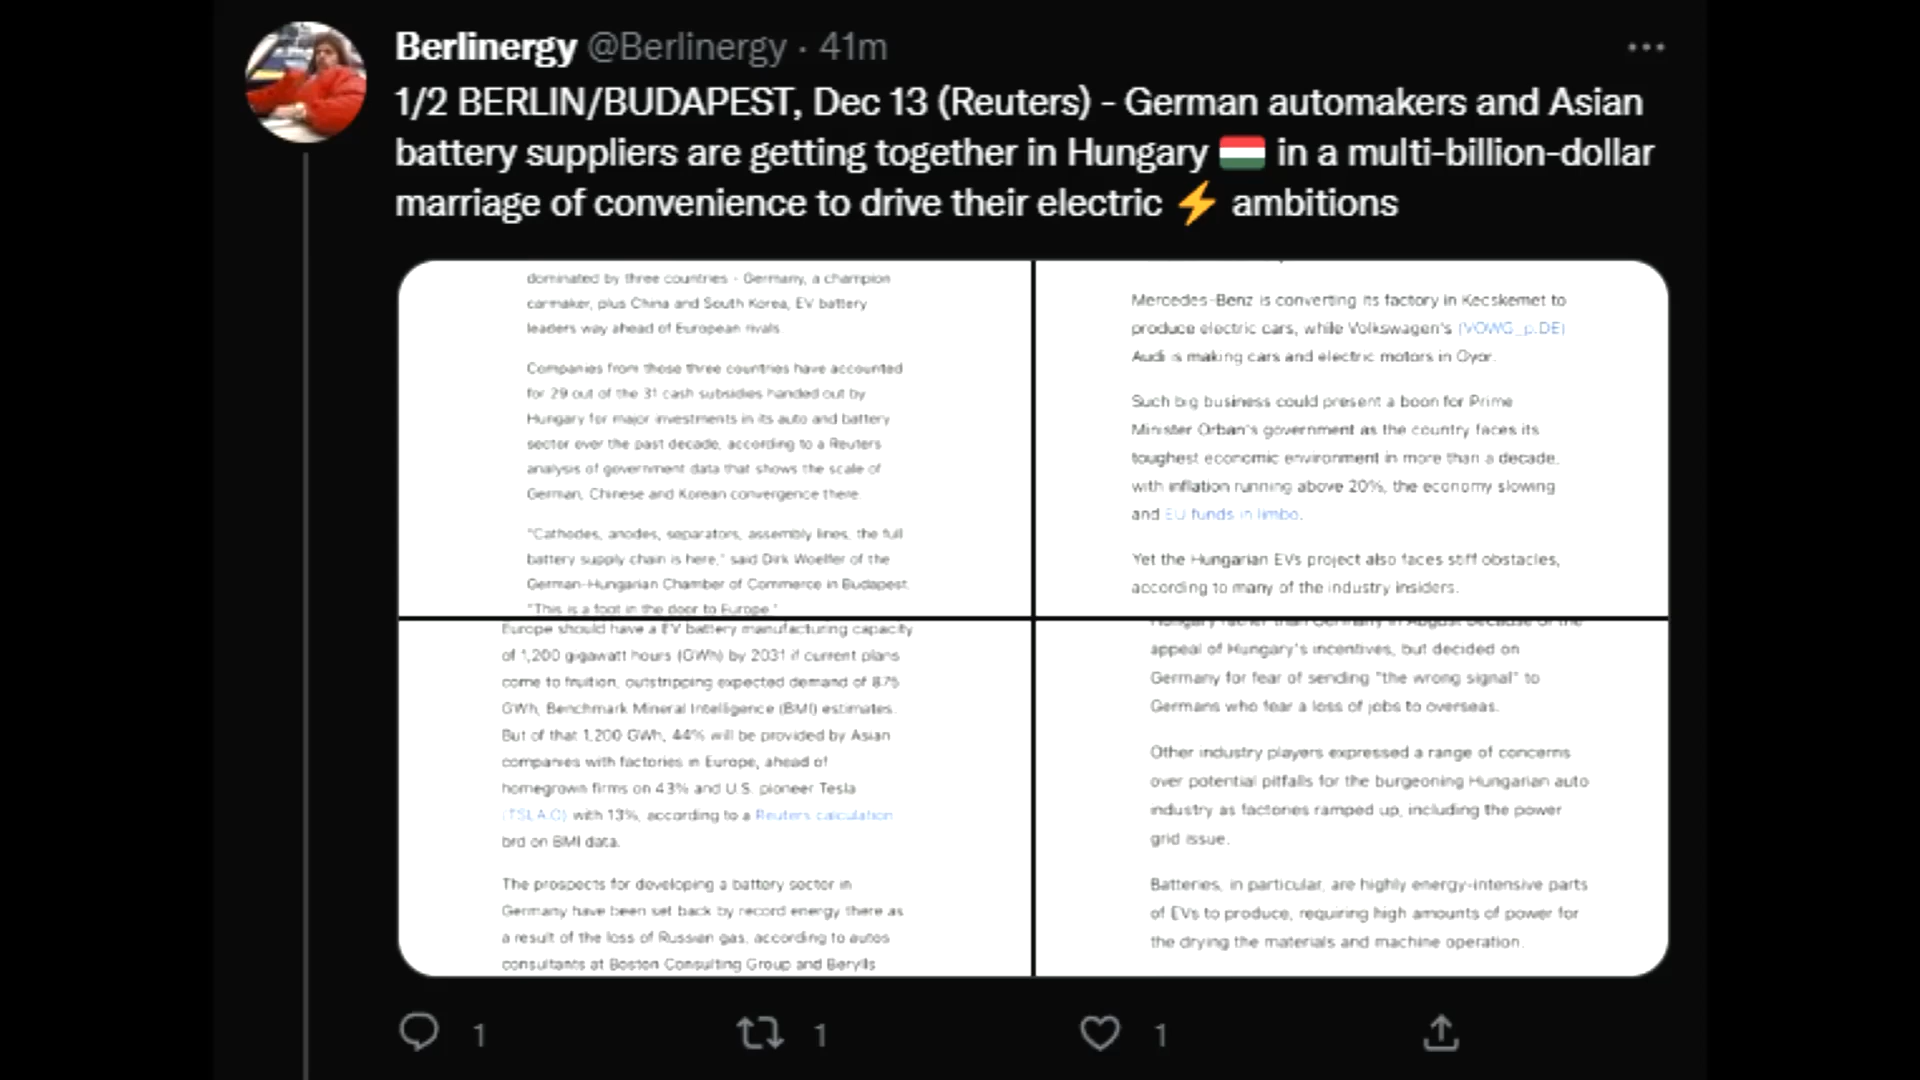 Berlinergy @Berlinergy · 41m
1/2 BERLIN/BUDAPEST, Dec 13 (Reuters) - German automakers and Asian
battery suppliers are getting together in Hungary 🇭🇺 in a multi-billion-dollar
marriage of convenience to drive their electric ⚡ ambitions
dominated by three countries - Germany, a champion
carmaker, plus China and South Korea, EV battery
leaders way ahead of European rivals.
Companies from those three countries have accounted
for 29 out of the 31 cash subsidies handed out by
Hungary for major investments in its auto and battery
sector over the past decade, according to a Reuters
analysis of government data that shows the scale of
German, Chinese and Korean convergence there.
"Cathodes, anodes, separators, assembly lines, the full
battery supply chain is here," said Dirk Woelfer of the
German-Hungarian Chamber of Commerce in Budapest.
"This is a foot in the door to Europe."
Mercedes-Benz is converting its factory in Kecskemet to
produce electric cars, while Volkswagen's (VOWG_p.DE)
Audi is making cars and electric motors in Gyor.
Such big business could present a boon for Prime
Minister Orban's government as the country faces its
toughest economic environment in more than a decade,
with inflation running above 20%, the economy slowing
and EU funds in limbo.
Yet the Hungarian EVs project also faces stiff obstacles,
according to many of the industry insiders.
Europe should have a EV battery manufacturing capacity
of 1,200 gigawatt hours (GWh) by 2031 if current plans
come to fruition, outstripping expected demand of 875
GWh, Benchmark Mineral Intelligence (BMI) estimates.
But of that 1,200 GWh, 44% will be provided by Asian
companies with factories in Europe, ahead of
homegrown firms on 43% and U.S. pioneer Tesla
(TSLA.O) with 13%, according to a Reuters calculation
brd on BMI data.
The prospects for developing a battery sector in
Germany have been set back by record energy there as
a result of the loss of Russian gas, according to autos
consultants at Boston Consulting Group and Berylls
Hungary rather than Germany in August because of the
appeal of Hungary's incentives, but decided on
Germany for fear of sending "the wrong signal" to
Germans who fear a loss of jobs to overseas.
Other industry players expressed a range of concerns
over potential pitfalls for the burgeoning Hungarian auto
industry as factories ramped up, including the power
grid issue.
Batteries, in particular, are highly energy-intensive parts
of EVs to produce, requiring high amounts of power for
the drying the materials and machine operation.
1 1 1